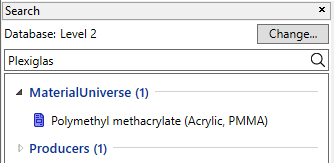 Search
Database: Level 2 Change...
Plexiglas
MaterialUniverse (1)
Polymethyl methacrylate (Acrylic, PMMA)
Producers (1)